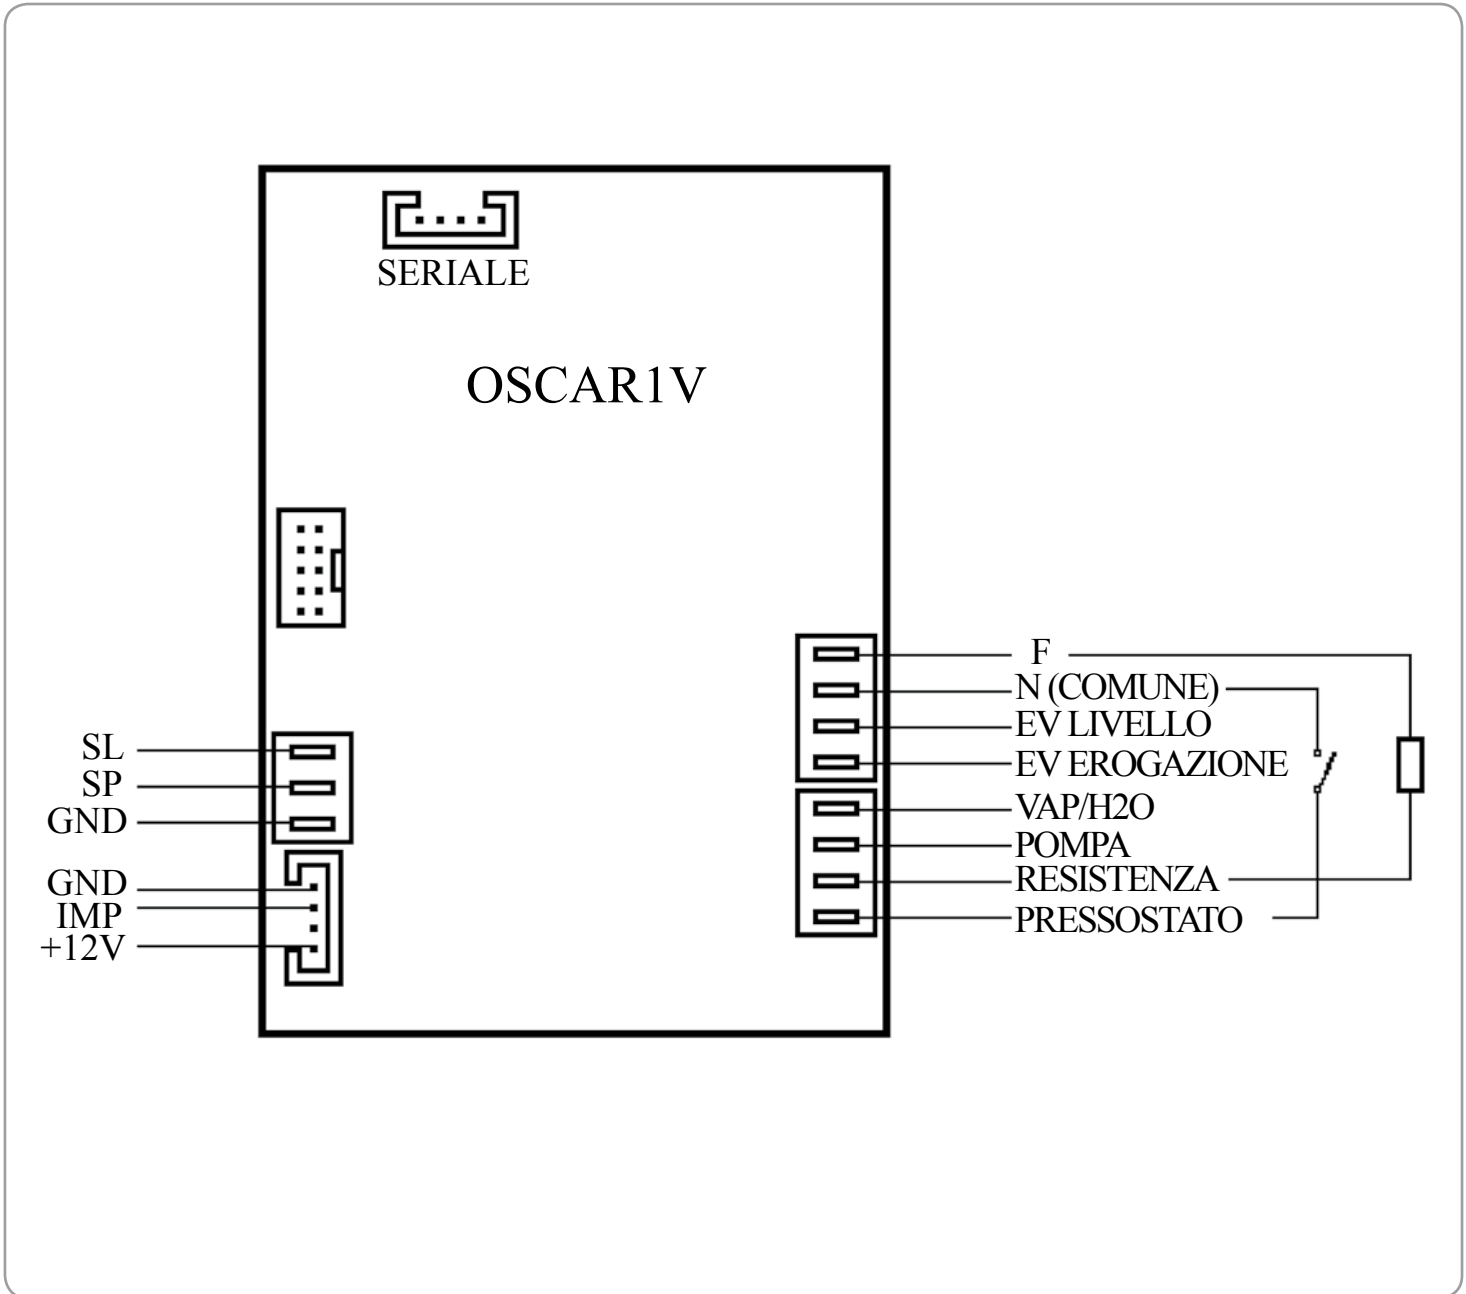 SERIALE
OSCAR1V
SL
SP
GND
GND
IMP
+12V
F
N (COMUNE)
EV LIVELLO
EV EROGAZIONE
VAP/H2O
POMPA
RESISTENZA
PRESSOSTATO